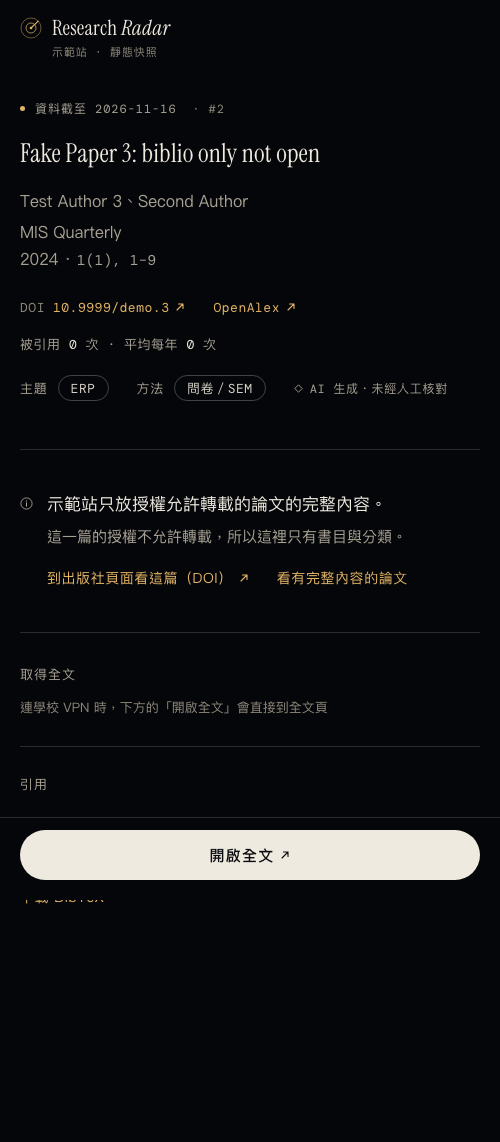 Research Radar
示範站 · 靜態快照
資料截至 2026-11-16 · #2
Fake Paper 3: biblio only not open
Test Author 3、Second Author
MIS Quarterly
2024 · 1(1), 1-9
DOI 10.9999/demo.3 ↗ OpenAlex ↗
被引用 0 次 · 平均每年 0 次
主題 ERP 方法 問卷 / SEM ◇ AI 生成·未經人工核對
示範站只放授權允許轉載的論文的完整內容。
這一篇的授權不允許轉載，所以這裡只有書目與分類。
到出版社頁面看這篇（DOI） ↗ 看有完整內容的論文
取得全文
連學校 VPN 時，下方的「開啟全文」會直接到全文頁
引用
開啟全文 ↗